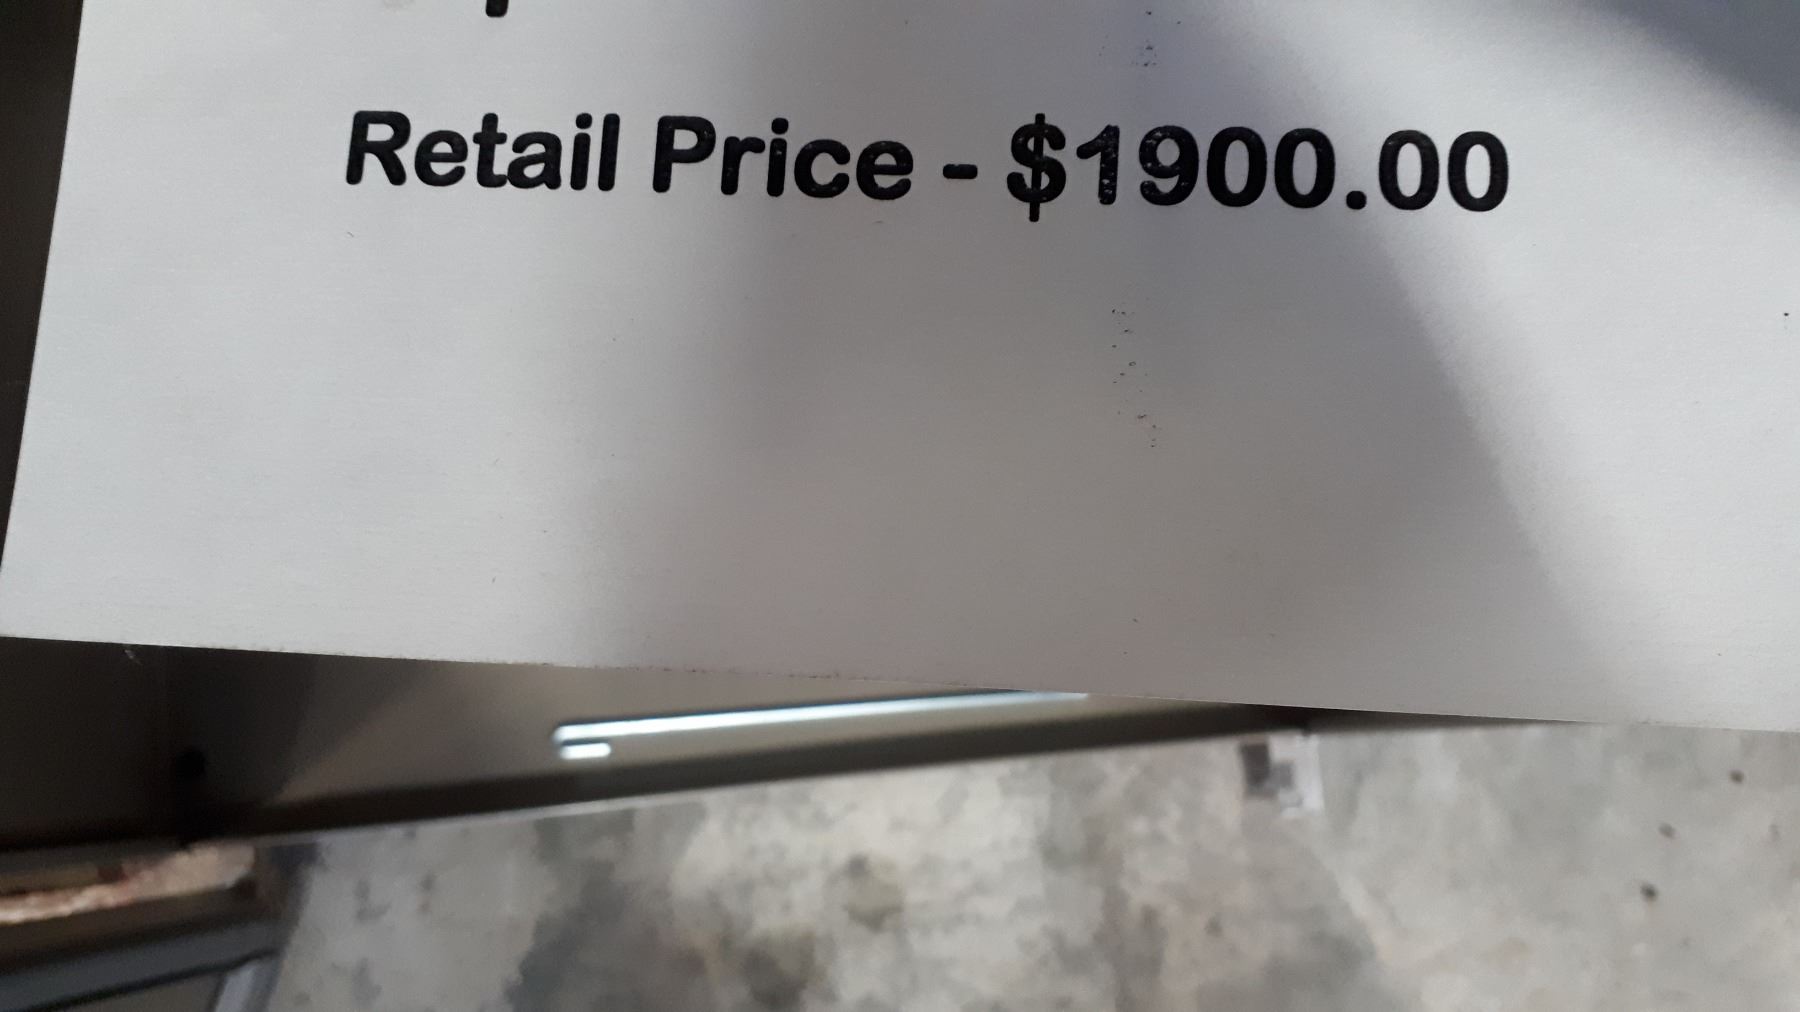 Retail Price - $1900.00